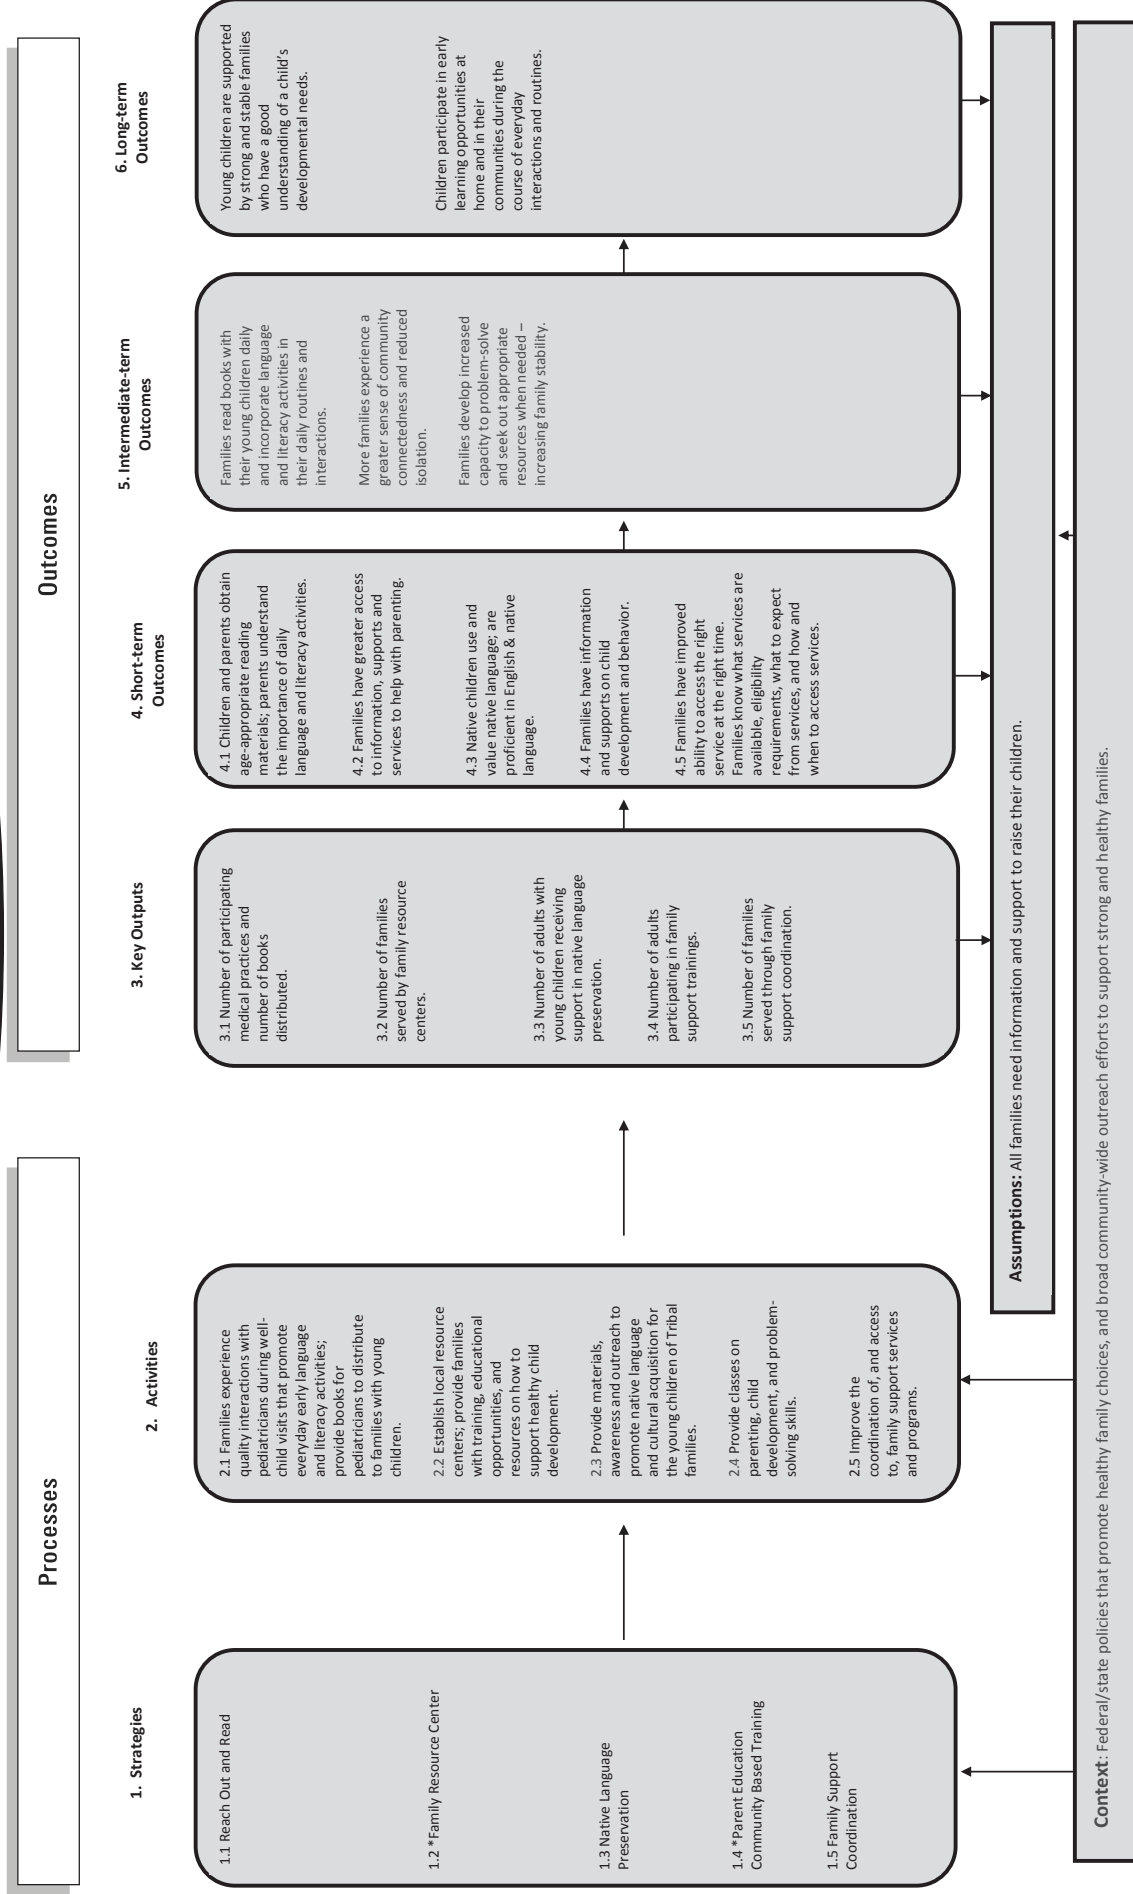 Processes
Outcomes
1. Strategies
1.1 Reach Out and Read
1.2 *Family Resource Center
1.3 Native Language
Preservation
1.4 *Parent Education
Community Based Training
1.5 Family Support
Coordination
2. Activities
2.1 Families experience
quality interactions with
pediatricians during well-
child visits that promote
everyday early language
and literacy activities;
provide books for
pediatricians to distribute
to families with young
children.
2.2 Establish local resource
centers; provide families
with training, educational
opportunities, and
resources on how to
support healthy child
development.
2.3 Provide materials,
awareness and outreach to
promote native language
and cultural acquisition for
the young children of Tribal
families.
2.4 Provide classes on
parenting, child
development, and problem-
solving skills.
2.5 Improve the
coordination of, and access
to, family support services
and programs.
3. Key Outputs
3.1 Number of participating
medical practices and
number of books
distributed.
3.2 Number of families
served by family resource
centers.
3.3 Number of adults with
young children receiving
support in native language
preservation.
3.4 Number of adults
participating in family
support trainings.
3.5 Number of families
served through family
support coordination.
4. Short-term
Outcomes
4.1 Children and parents obtain
age-appropriate reading
materials; parents understand
the importance of daily
language and literacy activities.
4.2 Families have greater access
to information, supports and
services to help with parenting.
4.3 Native children use and
value native language; are
proficient in English & native
language.
4.4 Families have information
and supports on child
development and behavior.
4.5 Families have improved
ability to access the right
service at the right time.
Families know what services are
available, eligibility
requirements, what to expect
from services, and how and
when to access services.
5. Intermediate-term
Outcomes
Families read books with
their young children daily
and incorporate language
and literacy activities in
their daily routines and
interactions.
More families experience a
greater sense of community
connectedness and reduced
isolation.
Families develop increased
capacity to problem-solve
and seek out appropriate
resources when needed –
increasing family stability.
6. Long-term
Outcomes
Young children are supported
by strong and stable families
who have a good
understanding of a child's
developmental needs.
Children participate in early
learning opportunities at
home and in their
communities during the
course of everyday
interactions and routines.
Assumptions: All families need information and support to raise their children.
Context: Federal/state policies that promote healthy family choices, and broad community-wide outreach efforts to support strong and healthy families.